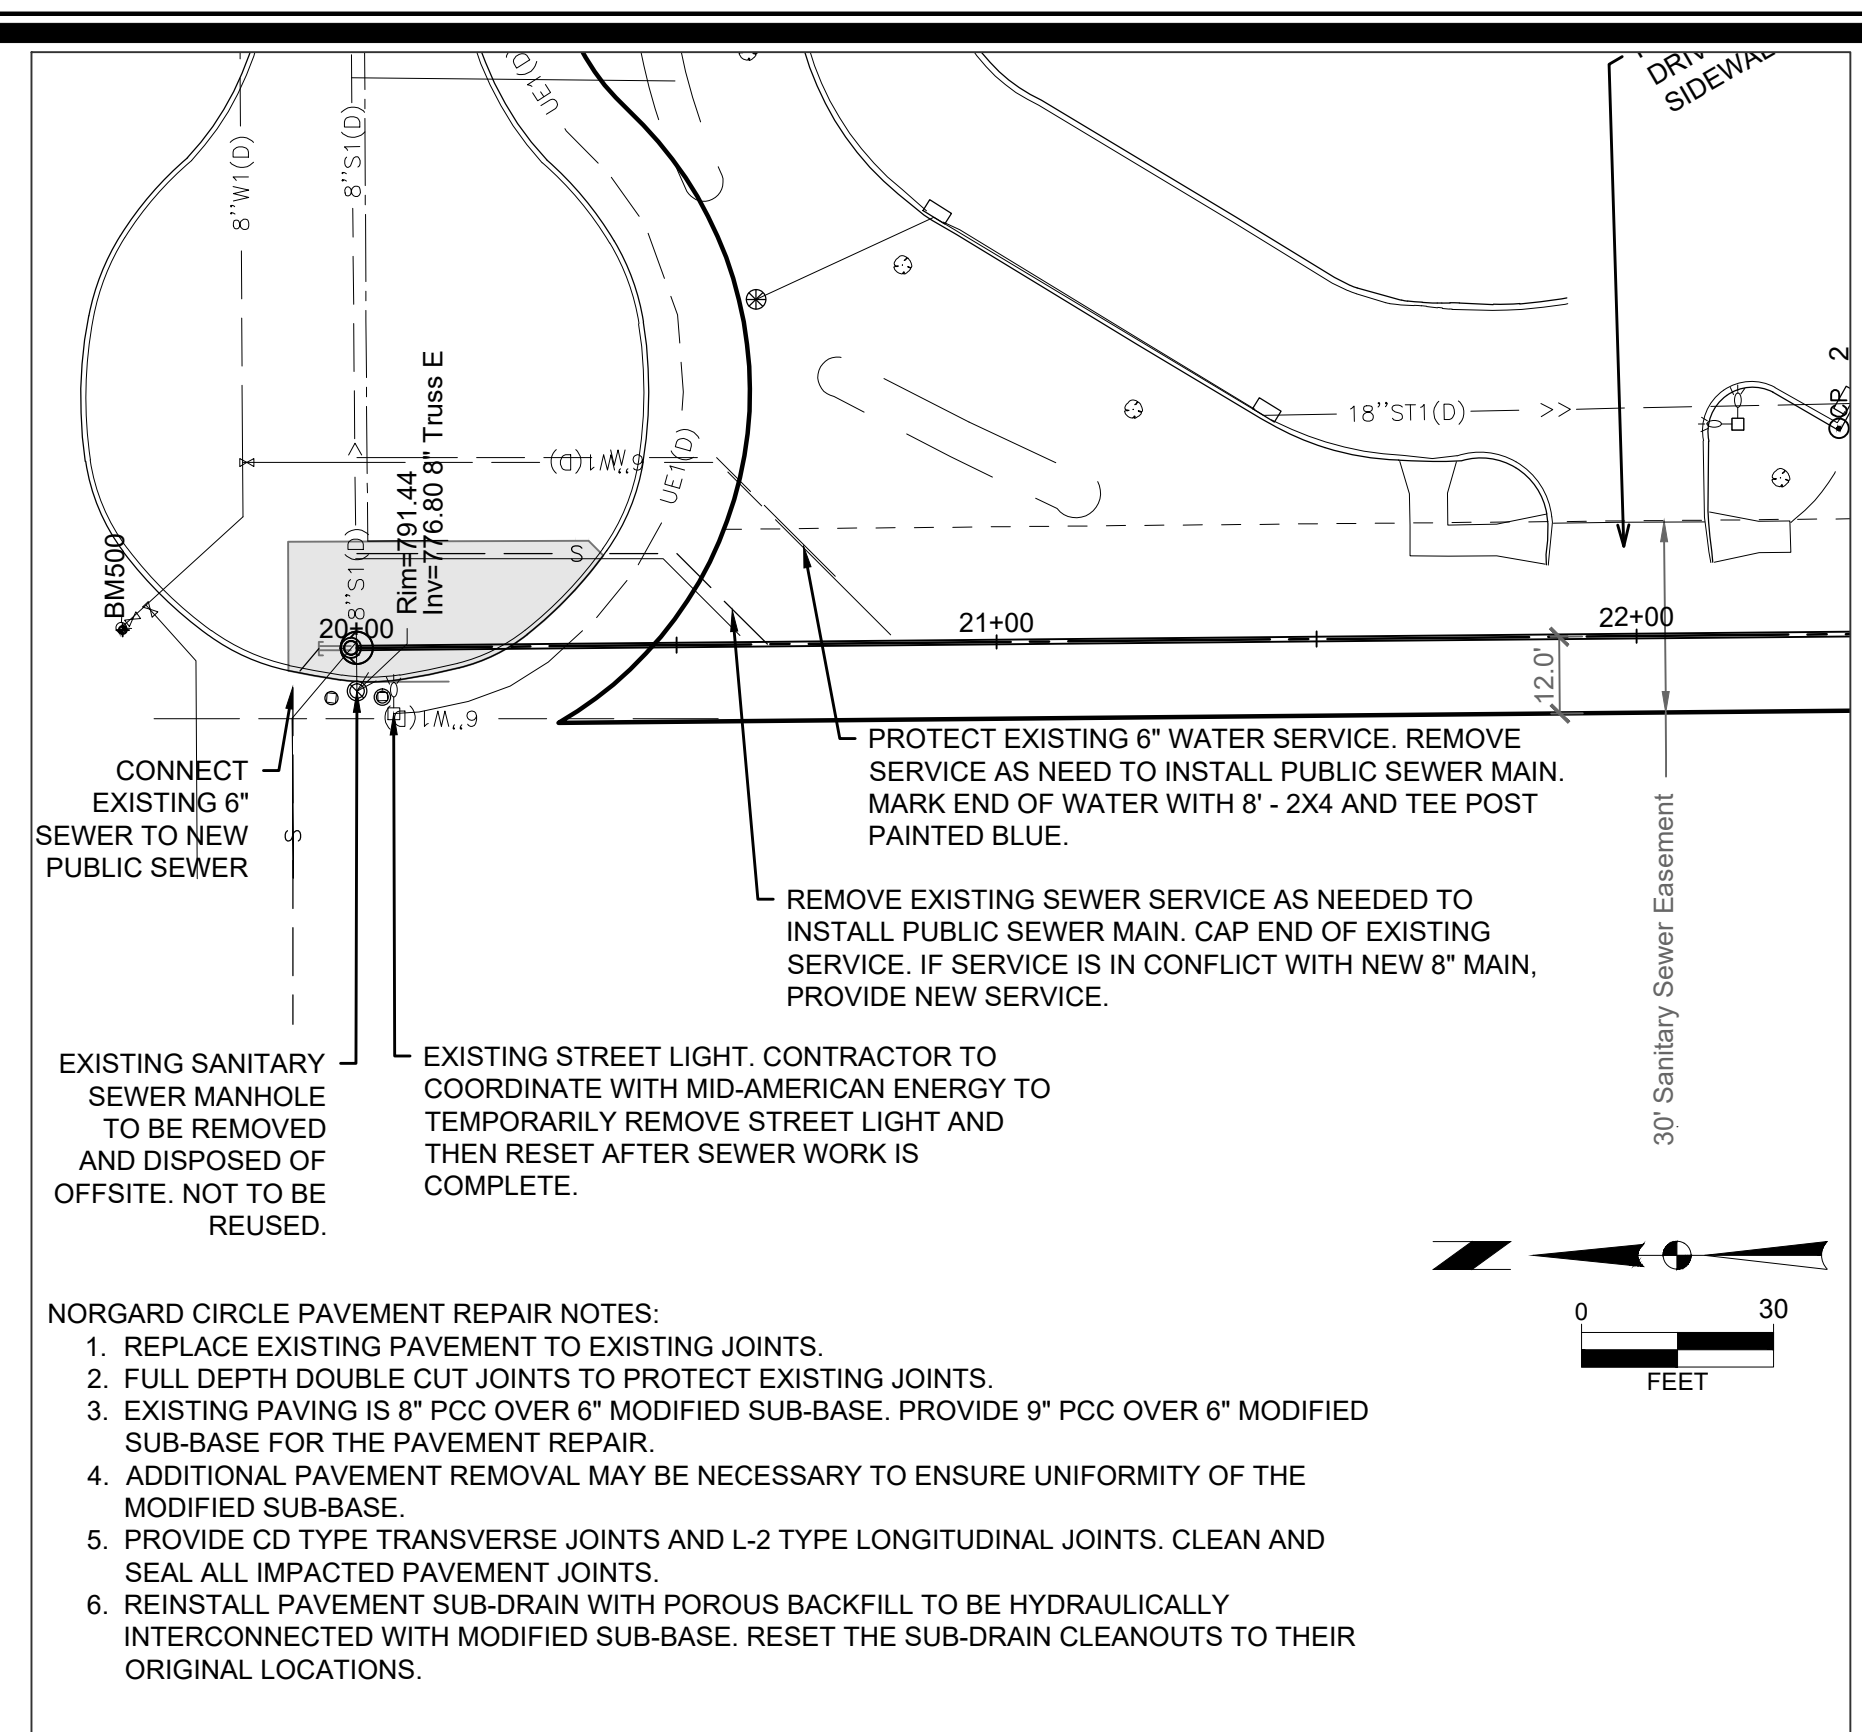 SIDEWAL
UE1(D)
8''W1(D)
8''S1(D)
Rim=791.44
Inv=776.80 8" Truss E
6''W1(D)
UE1(D)
18''ST1(D)
>>
2
BM500
8''S1(D)
S
20+00
21+00
22+00
12.0'
6''W1(D)
S
CONNECT
EXISTING 6"
SEWER TO NEW
PUBLIC SEWER
PROTECT EXISTING 6" WATER SERVICE. REMOVE
SERVICE AS NEED TO INSTALL PUBLIC SEWER MAIN.
MARK END OF WATER WITH 8' - 2X4 AND TEE POST
PAINTED BLUE.
REMOVE EXISTING SEWER SERVICE AS NEEDED TO
INSTALL PUBLIC SEWER MAIN. CAP END OF EXISTING
SERVICE. IF SERVICE IS IN CONFLICT WITH NEW 8" MAIN,
PROVIDE NEW SERVICE.
30' Sanitary Sewer Easement
EXISTING SANITARY
SEWER MANHOLE
TO BE REMOVED
AND DISPOSED OF
OFFSITE. NOT TO BE
REUSED.
EXISTING STREET LIGHT. CONTRACTOR TO
COORDINATE WITH MID-AMERICAN ENERGY TO
TEMPORARILY REMOVE STREET LIGHT AND
THEN RESET AFTER SEWER WORK IS
COMPLETE.
N
0 30
FEET
NORGARD CIRCLE PAVEMENT REPAIR NOTES:
1. REPLACE EXISTING PAVEMENT TO EXISTING JOINTS.
2. FULL DEPTH DOUBLE CUT JOINTS TO PROTECT EXISTING JOINTS.
3. EXISTING PAVING IS 8" PCC OVER 6" MODIFIED SUB-BASE. PROVIDE 9" PCC OVER 6" MODIFIED
SUB-BASE FOR THE PAVEMENT REPAIR.
4. ADDITIONAL PAVEMENT REMOVAL MAY BE NECESSARY TO ENSURE UNIFORMITY OF THE
MODIFIED SUB-BASE.
5. PROVIDE CD TYPE TRANSVERSE JOINTS AND L-2 TYPE LONGITUDINAL JOINTS. CLEAN AND
SEAL ALL IMPACTED PAVEMENT JOINTS.
6. REINSTALL PAVEMENT SUB-DRAIN WITH POROUS BACKFILL TO BE HYDRAULICALLY
INTERCONNECTED WITH MODIFIED SUB-BASE. RESET THE SUB-DRAIN CLEANOUTS TO THEIR
ORIGINAL LOCATIONS.